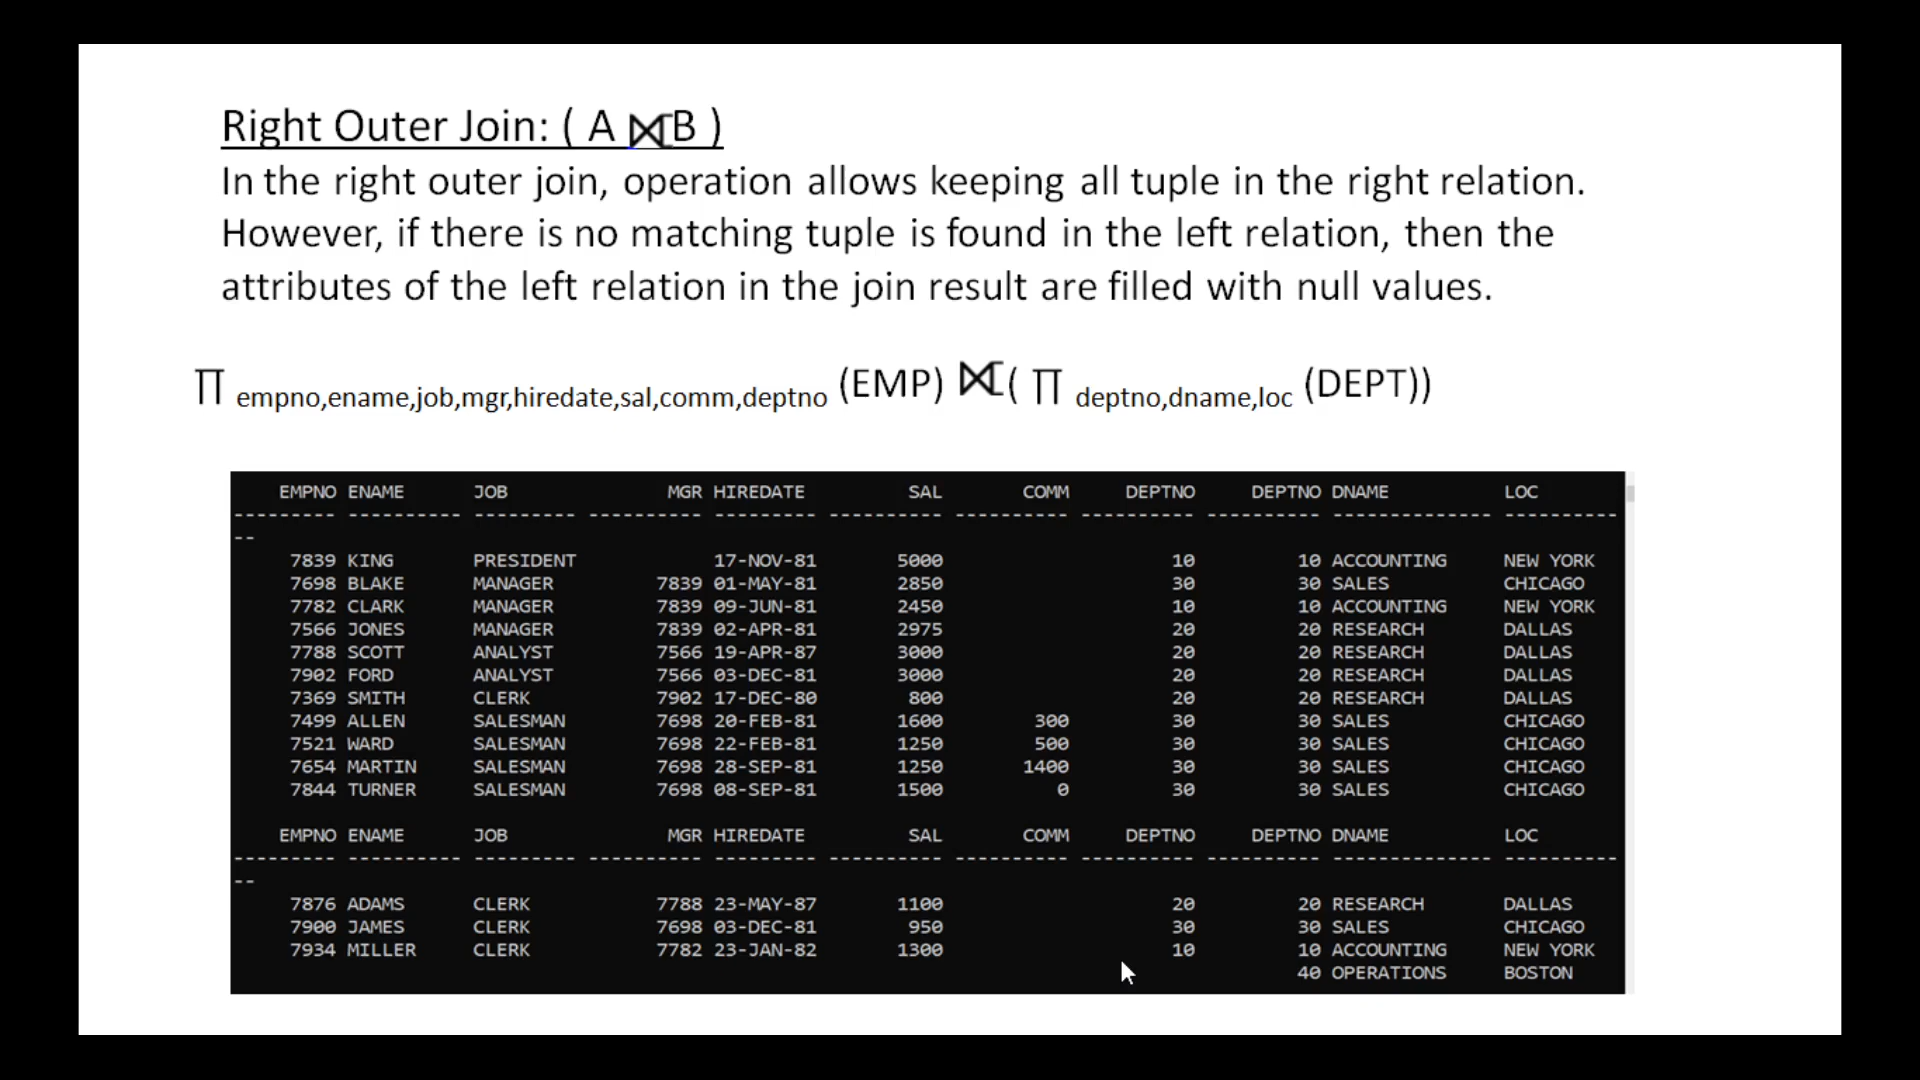 Right Outer Join: ( A ⟖ B )
In the right outer join, operation allows keeping all tuple in the right relation.
However, if there is no matching tuple is found in the left relation, then the
attributes of the left relation in the join result are filled with null values.
∏ empno,ename,job,mgr,hiredate,sal,comm,deptno (EMP) ⟖ ( ∏ deptno,dname,loc (DEPT))
EMPNO ENAME JOB MGR HIREDATE SAL COMM DEPTNO DEPTNO DNAME LOC
--------- ---------- --------- ---------- --------- ---------- ---------- ---------- ---------- -------------- ----------
--
7839 KING PRESIDENT 17-NOV-81 5000 10 10 ACCOUNTING NEW YORK
7698 BLAKE MANAGER 7839 01-MAY-81 2850 30 30 SALES CHICAGO
7782 CLARK MANAGER 7839 09-JUN-81 2450 10 10 ACCOUNTING NEW YORK
7566 JONES MANAGER 7839 02-APR-81 2975 20 20 RESEARCH DALLAS
7788 SCOTT ANALYST 7566 19-APR-87 3000 20 20 RESEARCH DALLAS
7902 FORD ANALYST 7566 03-DEC-81 3000 20 20 RESEARCH DALLAS
7369 SMITH CLERK 7902 17-DEC-80 800 20 20 RESEARCH DALLAS
7499 ALLEN SALESMAN 7698 20-FEB-81 1600 300 30 30 SALES CHICAGO
7521 WARD SALESMAN 7698 22-FEB-81 1250 500 30 30 SALES CHICAGO
7654 MARTIN SALESMAN 7698 28-SEP-81 1250 1400 30 30 SALES CHICAGO
7844 TURNER SALESMAN 7698 08-SEP-81 1500 0 30 30 SALES CHICAGO
EMPNO ENAME JOB MGR HIREDATE SAL COMM DEPTNO DEPTNO DNAME LOC
--------- ---------- --------- ---------- --------- ---------- ---------- ---------- ---------- -------------- ----------
--
7876 ADAMS CLERK 7788 23-MAY-87 1100 20 20 RESEARCH DALLAS
7900 JAMES CLERK 7698 03-DEC-81 950 30 30 SALES CHICAGO
7934 MILLER CLERK 7782 23-JAN-82 1300 10 10 ACCOUNTING NEW YORK
40 OPERATIONS BOSTON